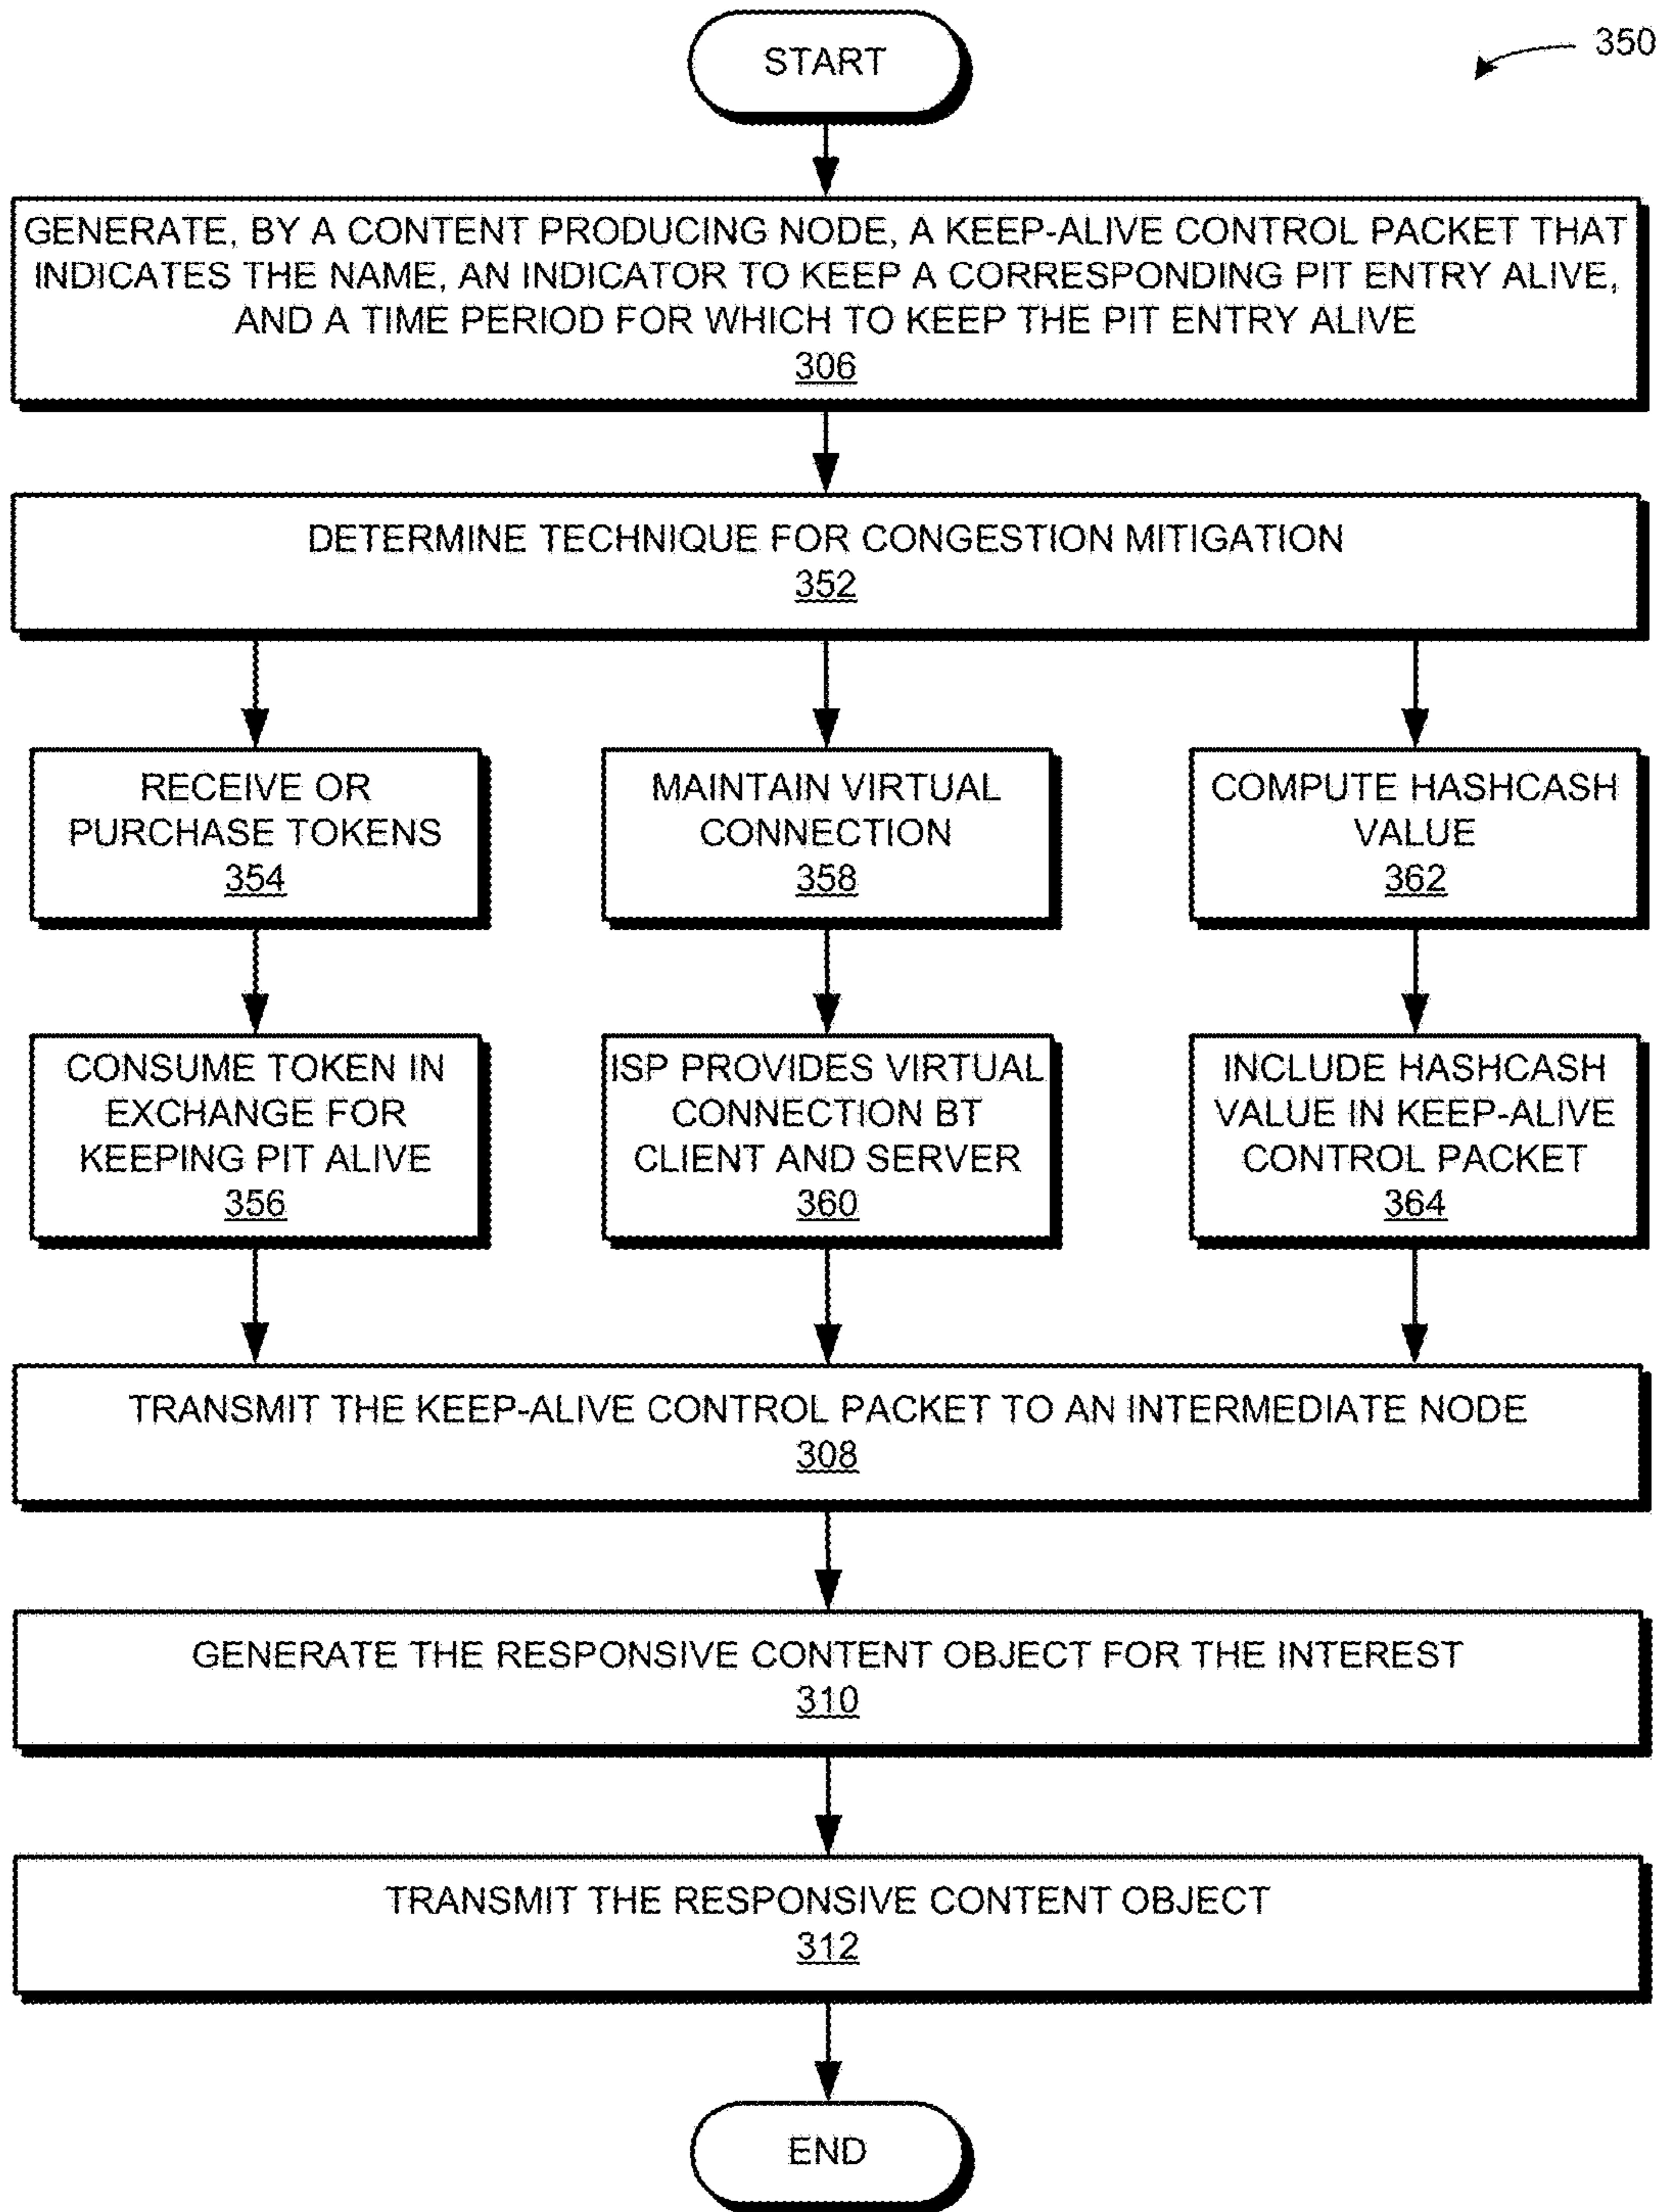 START
350
GENERATE, BY A CONTENT PRODUCING NODE, A KEEP-ALIVE CONTROL PACKET THAT
INDICATES THE NAME, AN INDICATOR TO KEEP A CORRESPONDING PIT ENTRY ALIVE,
AND A TIME PERIOD FOR WHICH TO KEEP THE PIT ENTRY ALIVE
306
DETERMINE TECHNIQUE FOR CONGESTION MITIGATION
352
RECEIVE OR
PURCHASE TOKENS
354
MAINTAIN VIRTUAL
CONNECTION
358
COMPUTE HASHCASH
VALUE
362
CONSUME TOKEN IN
EXCHANGE FOR
KEEPING PIT ALIVE
356
ISP PROVIDES VIRTUAL
CONNECTION BT
CLIENT AND SERVER
360
INCLUDE HASHCASH
VALUE IN KEEP-ALIVE
CONTROL PACKET
364
TRANSMIT THE KEEP-ALIVE CONTROL PACKET TO AN INTERMEDIATE NODE
308
GENERATE THE RESPONSIVE CONTENT OBJECT FOR THE INTEREST
310
TRANSMIT THE RESPONSIVE CONTENT OBJECT
312
END